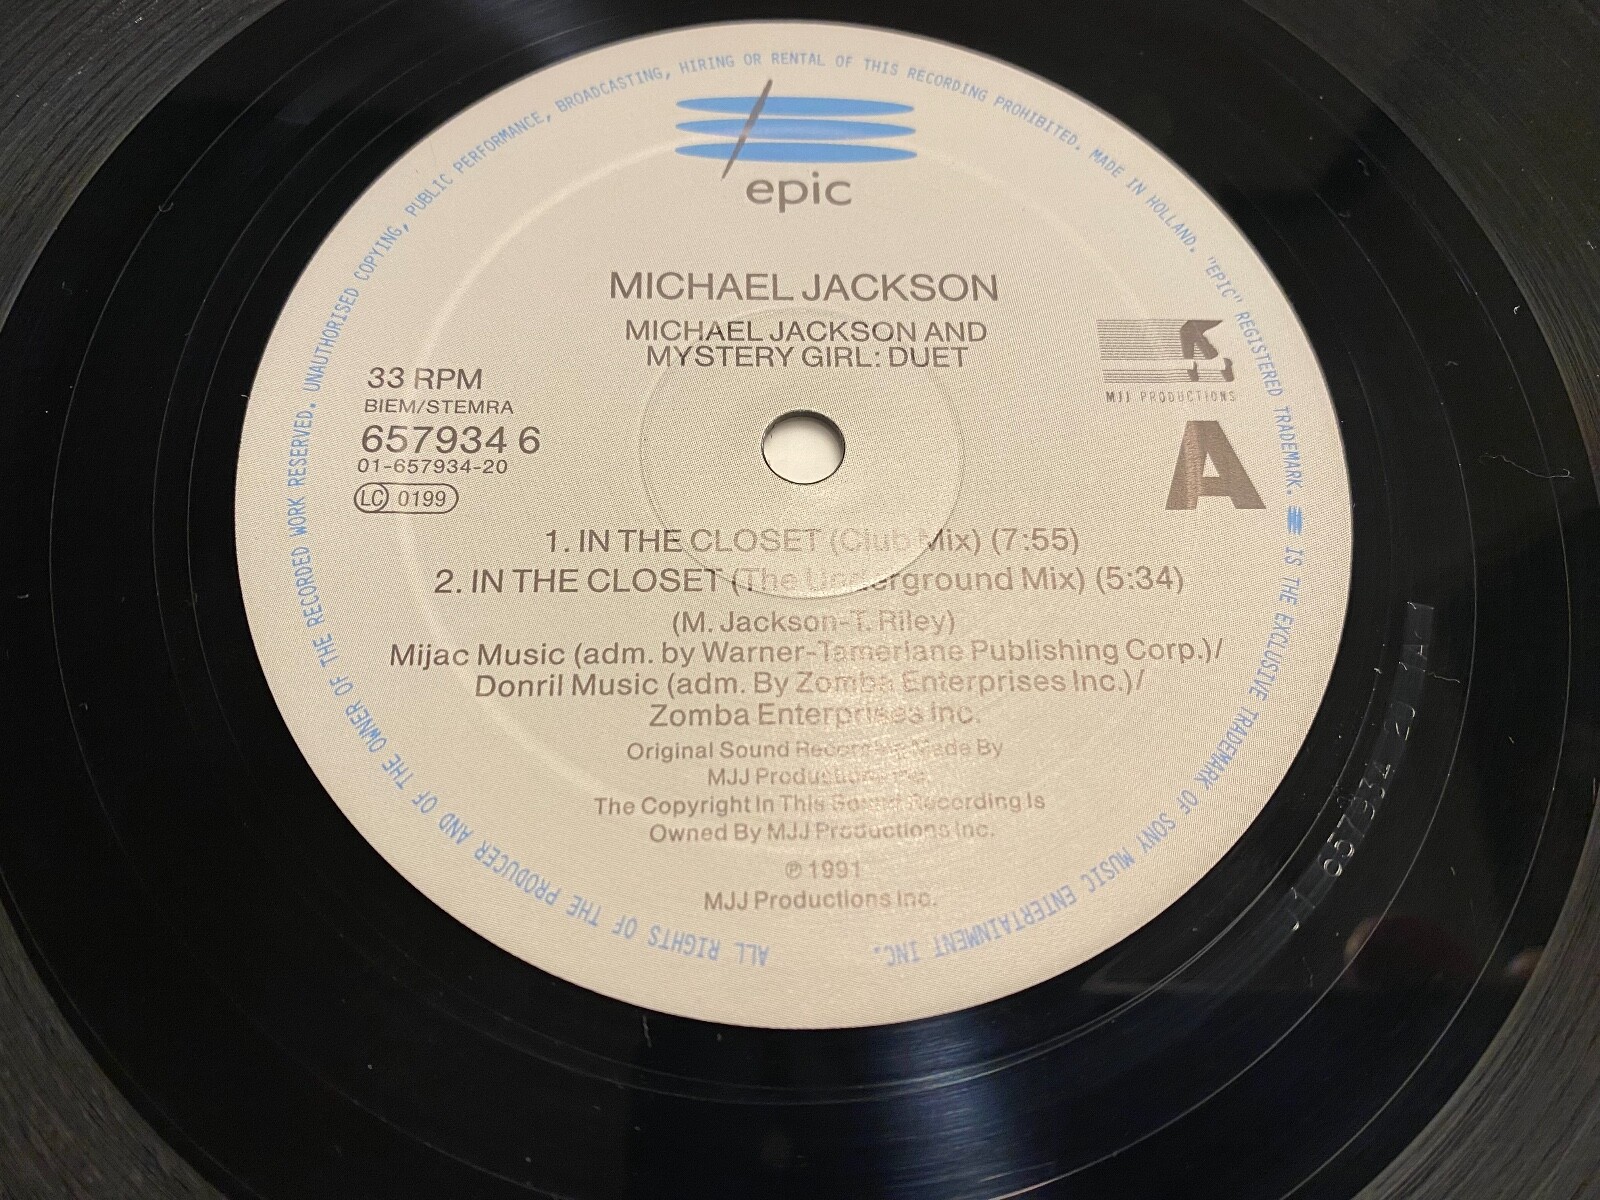 ALL RIGHTS OF THE PRODUCER AND OF THE OWNER OF THE RECORDED WORK RESERVED. UNAUTHORISED COPYING, PUBLIC PERFORMANCE, BROADCASTING, HIRING OR RENTAL OF THIS RECORDING PROHIBITED. MADE IN HOLLAND. "EPIC" REGISTERED TRADEMARK. IS THE EXCLUSIVE TRADEMARK OF SONY MUSIC ENTERTAINMENT INC.
epic
MICHAEL JACKSON
MICHAEL JACKSON AND
MYSTERY GIRL: DUET
33 RPM
BIEM/STEMRA
657934 6
01-657934-20
LC 0199
MJJ PRODUCTIONS
A
1. IN THE CLOSET (Club Mix) (7:55)
2. IN THE CLOSET (The Underground Mix) (5:34)
(M. Jackson-T. Riley)
Mijac Music (adm. by Warner-Tamerlane Publishing Corp.)/
Donril Music (adm. By Zomba Enterprises Inc.)/
Zomba Enterprises Inc.
Original Sound Recording Made By
MJJ Productions Inc.
The Copyright In This Sound Recording Is
Owned By MJJ Productions Inc.
℗ 1991
MJJ Productions Inc.